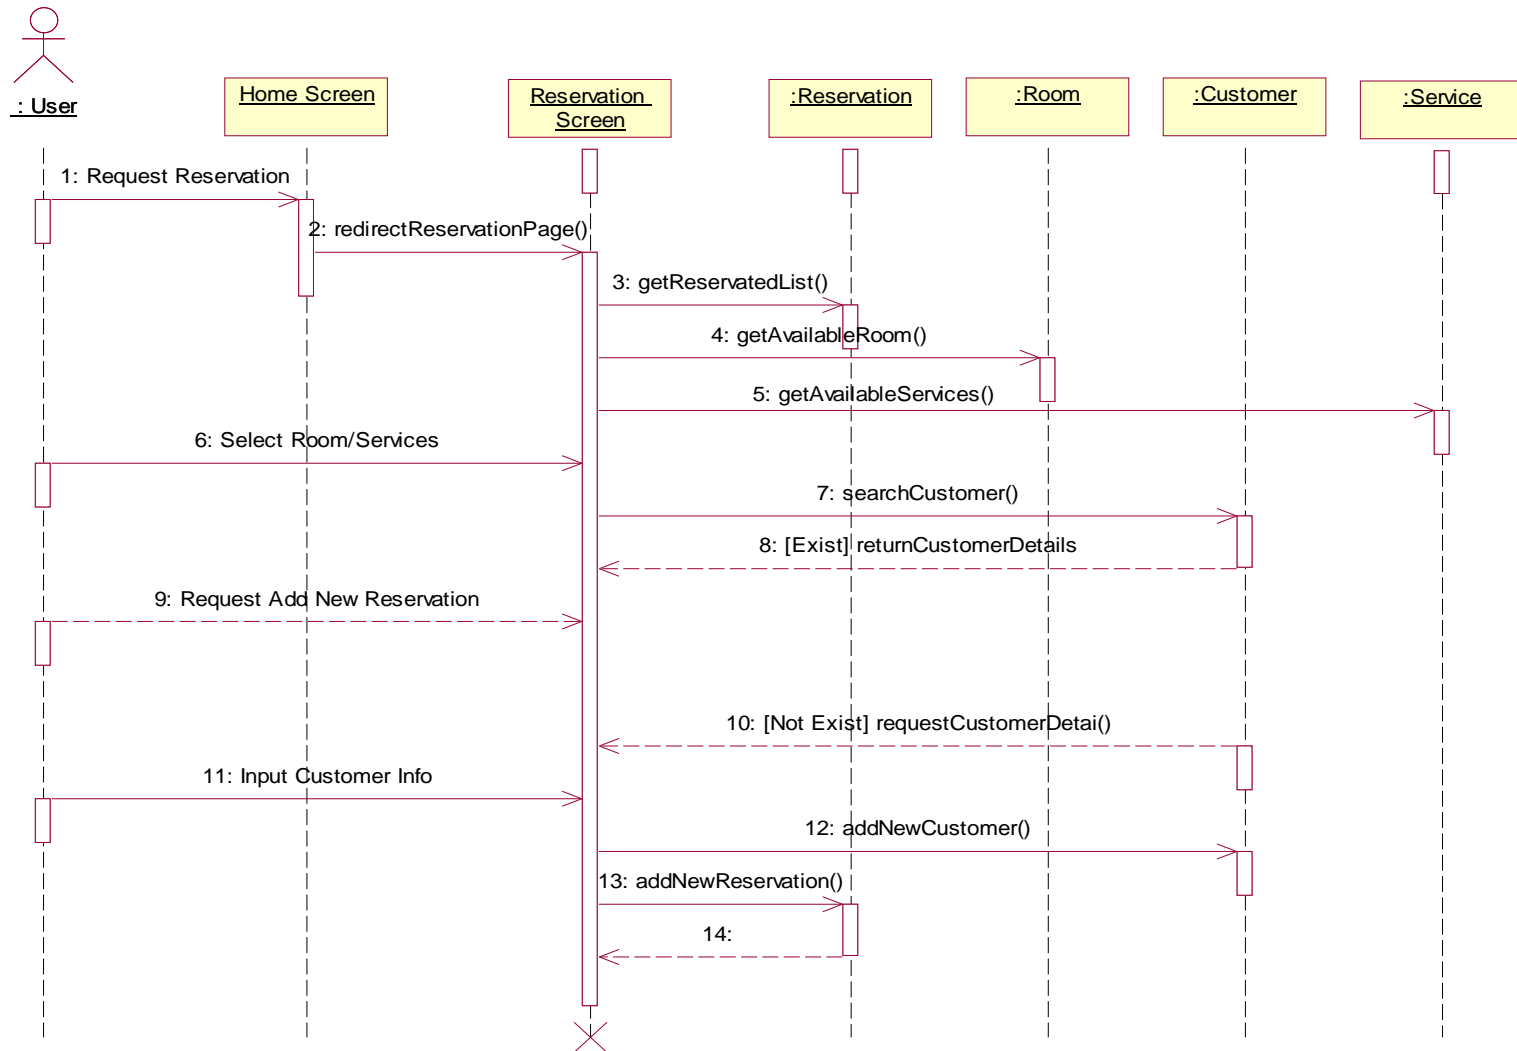 : User
Home Screen
Reservation
Screen
:Reservation
:Room
:Customer
:Service
1: Request Reservation
2: redirectReservationPage()
3: getReservatedList()
4: getAvailableRoom()
5: getAvailableServices()
6: Select Room/Services
7: searchCustomer()
8: [Exist] returnCustomerDetails
9: Request Add New Reservation
10: [Not Exist] requestCustomerDetai()
11: Input Customer Info
12: addNewCustomer()
13: addNewReservation()
14: